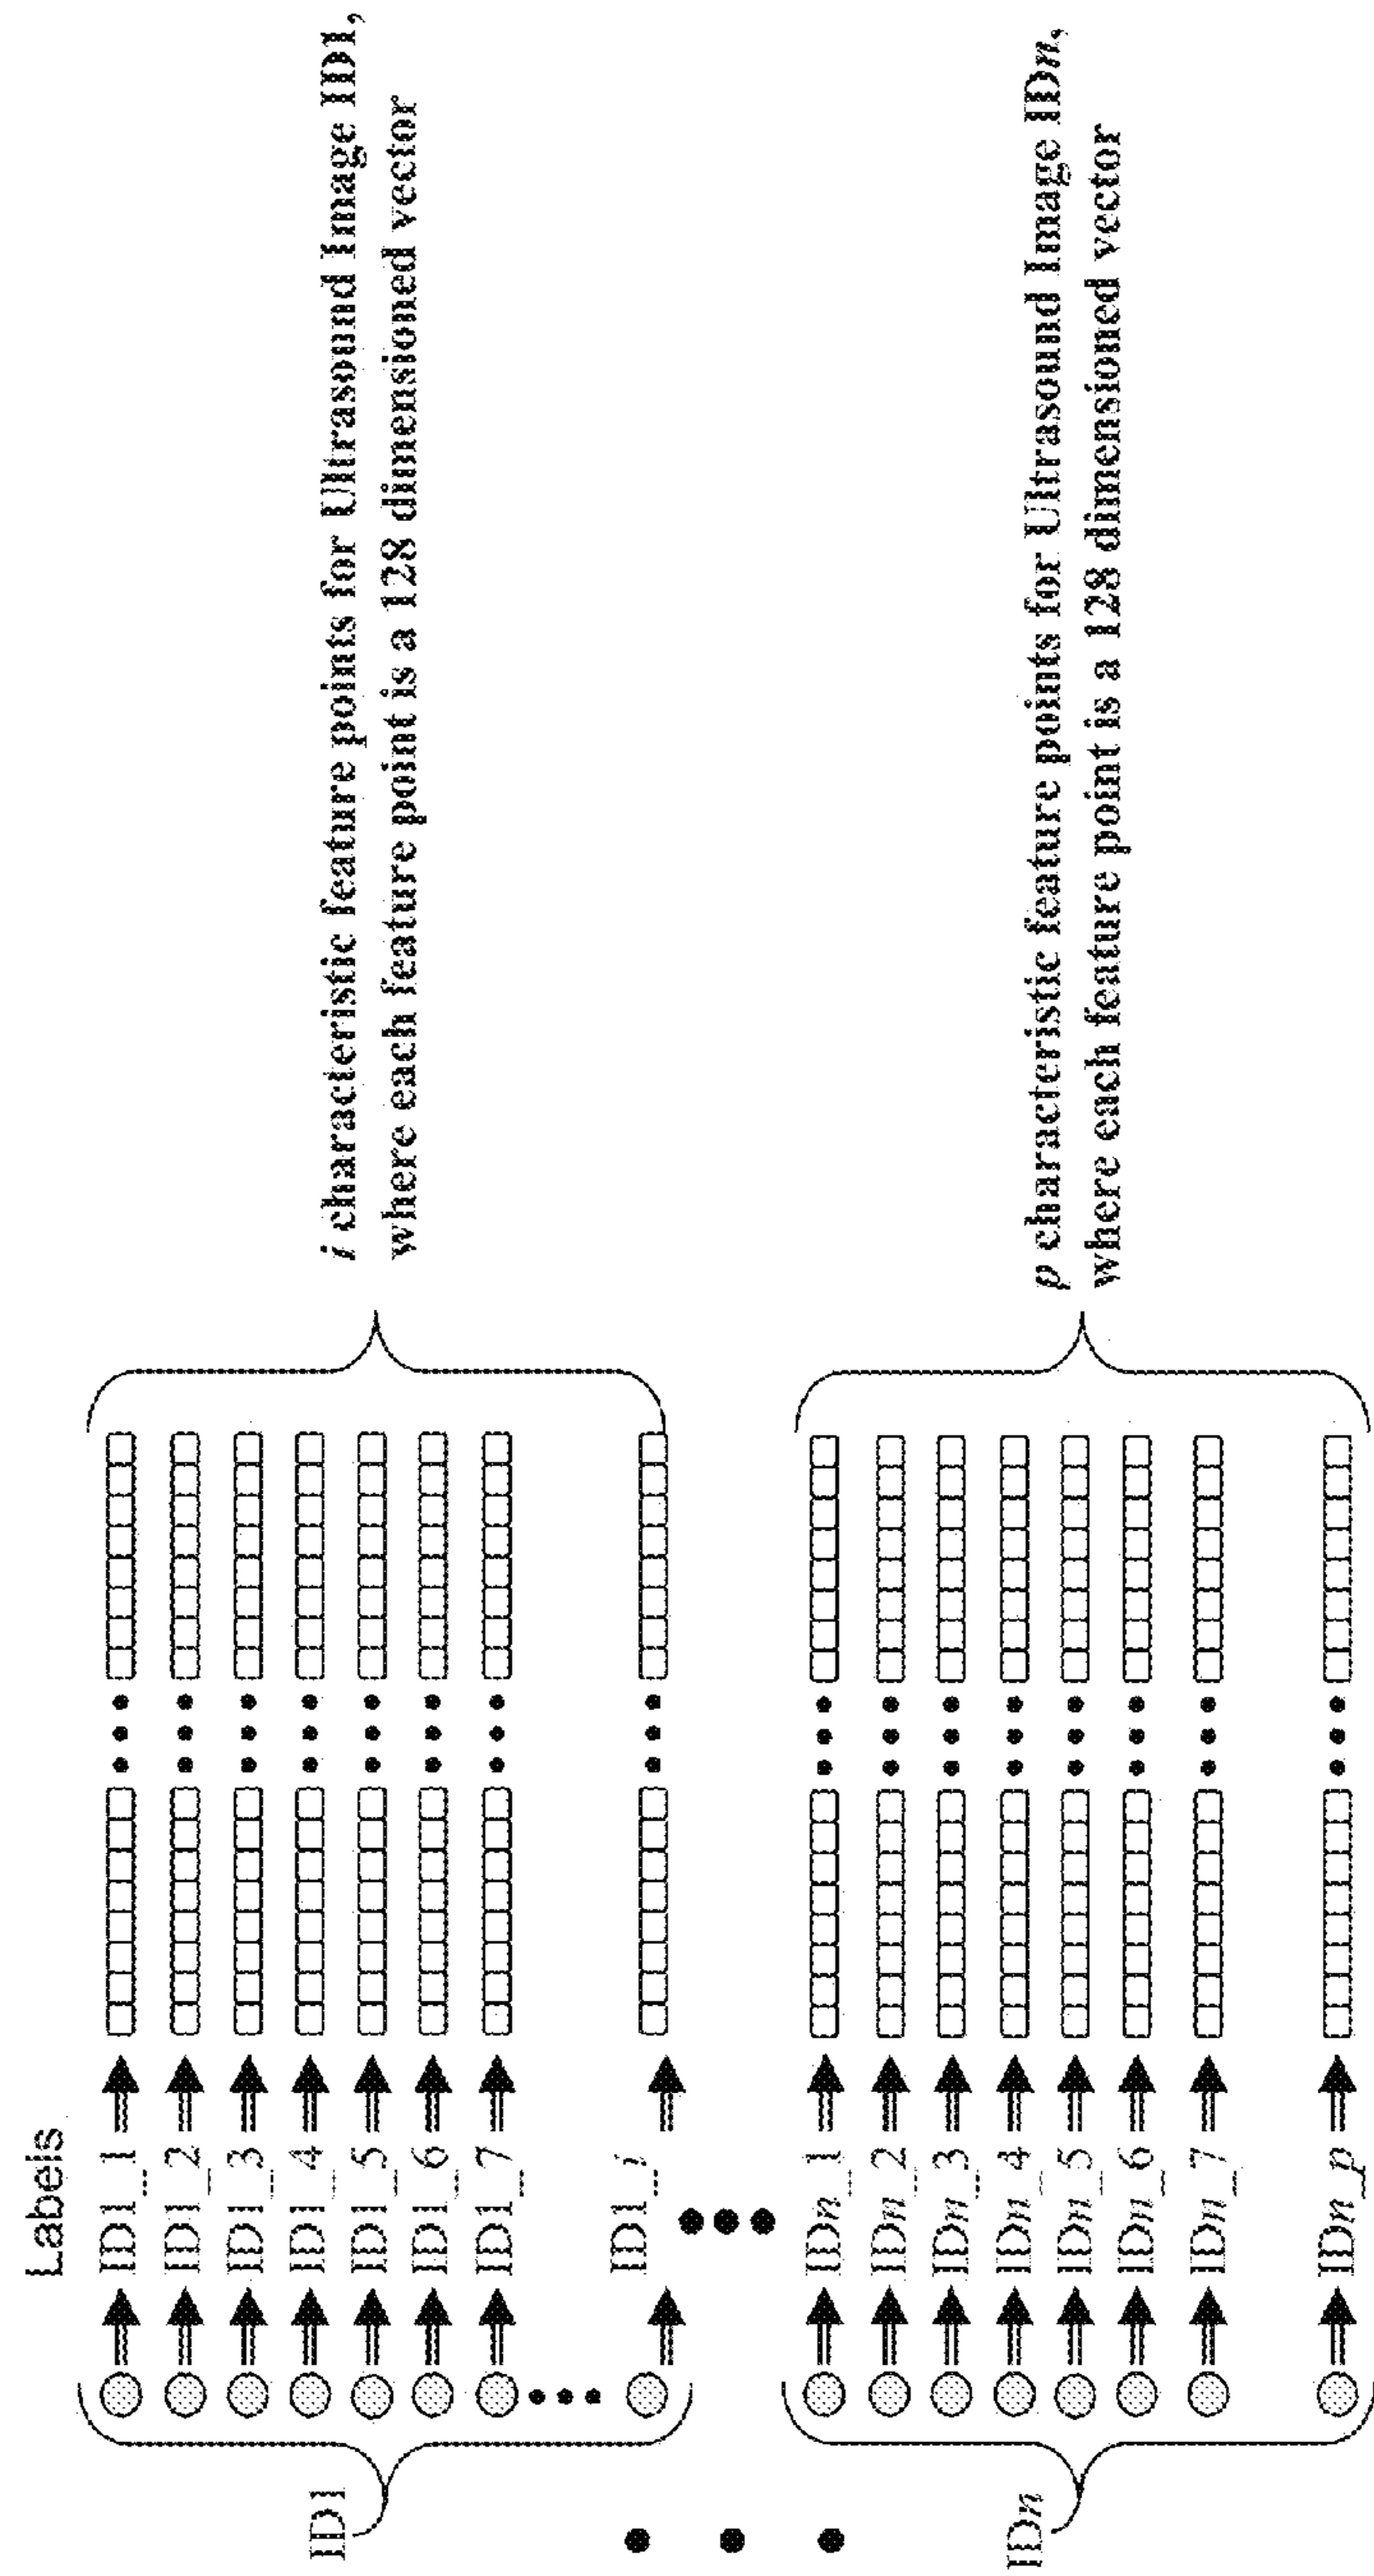 Labels
ID1
ID1_1
ID1_2
ID1_3
ID1_4
ID1_5
ID1_6
ID1_7
ID1_i
i characteristic feature points for Ultrasound Image ID1,
where each feature point is a 128 dimensioned vector
IDn
IDn_1
IDn_2
IDn_3
IDn_4
IDn_5
IDn_6
IDn_7
IDn_p
p characteristic feature points for Ultrasound Image IDn,
where each feature point is a 128 dimensioned vector